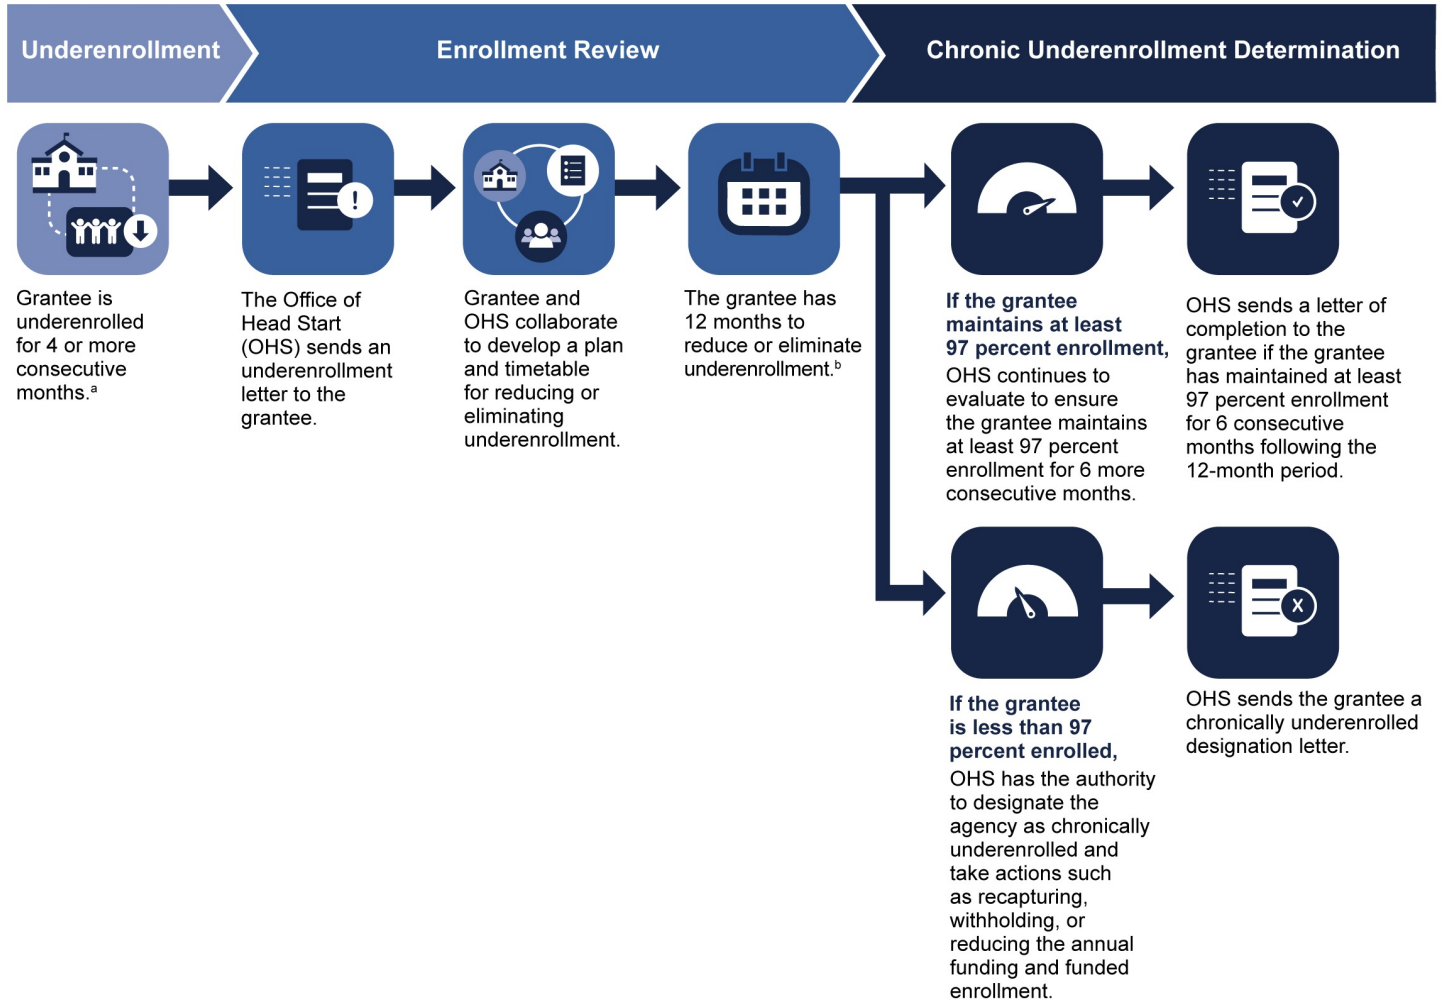 Underenrollment
Enrollment Review
Chronic Underenrollment Determination
Grantee is
underenrolled
for 4 or more
consecutive
months.a
The Office of
Head Start
(OHS) sends an
underenrollment
letter to the
grantee.
Grantee and
OHS collaborate
to develop a plan
and timetable
for reducing or
eliminating
underenrollment.
The grantee has
12 months to
reduce or eliminate
underenrollment.b
If the grantee
maintains at least
97 percent enrollment,
OHS continues to
evaluate to ensure
the grantee maintains
at least 97 percent
enrollment for 6 more
consecutive months.
OHS sends a letter of
completion to the
grantee if the grantee
has maintained at least
97 percent enrollment
for 6 consecutive
months following the
12-month period.
If the grantee
is less than 97
percent enrolled,
OHS has the authority
to designate the
agency as chronically
underenrolled and
take actions such
as recapturing,
withholding, or
reducing the annual
funding and funded
enrollment.
OHS sends the grantee a
chronically underenrolled
designation letter.